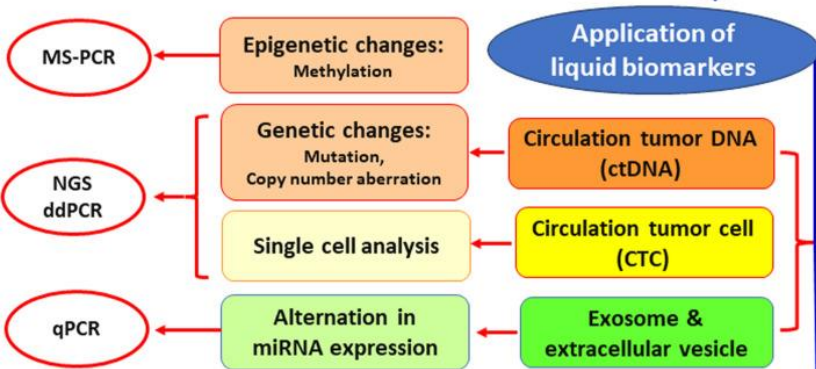 MS-PCR
Epigenetic changes:
Methylation
Application of
liquid biomarkers
NGS
ddPCR
Genetic changes:
Mutation,
Copy number aberration
Circulation tumor DNA
(ctDNA)
Single cell analysis
Circulation tumor cell
(CTC)
qPCR
Alternation in
miRNA expression
Exosome &
extracellular vesicle